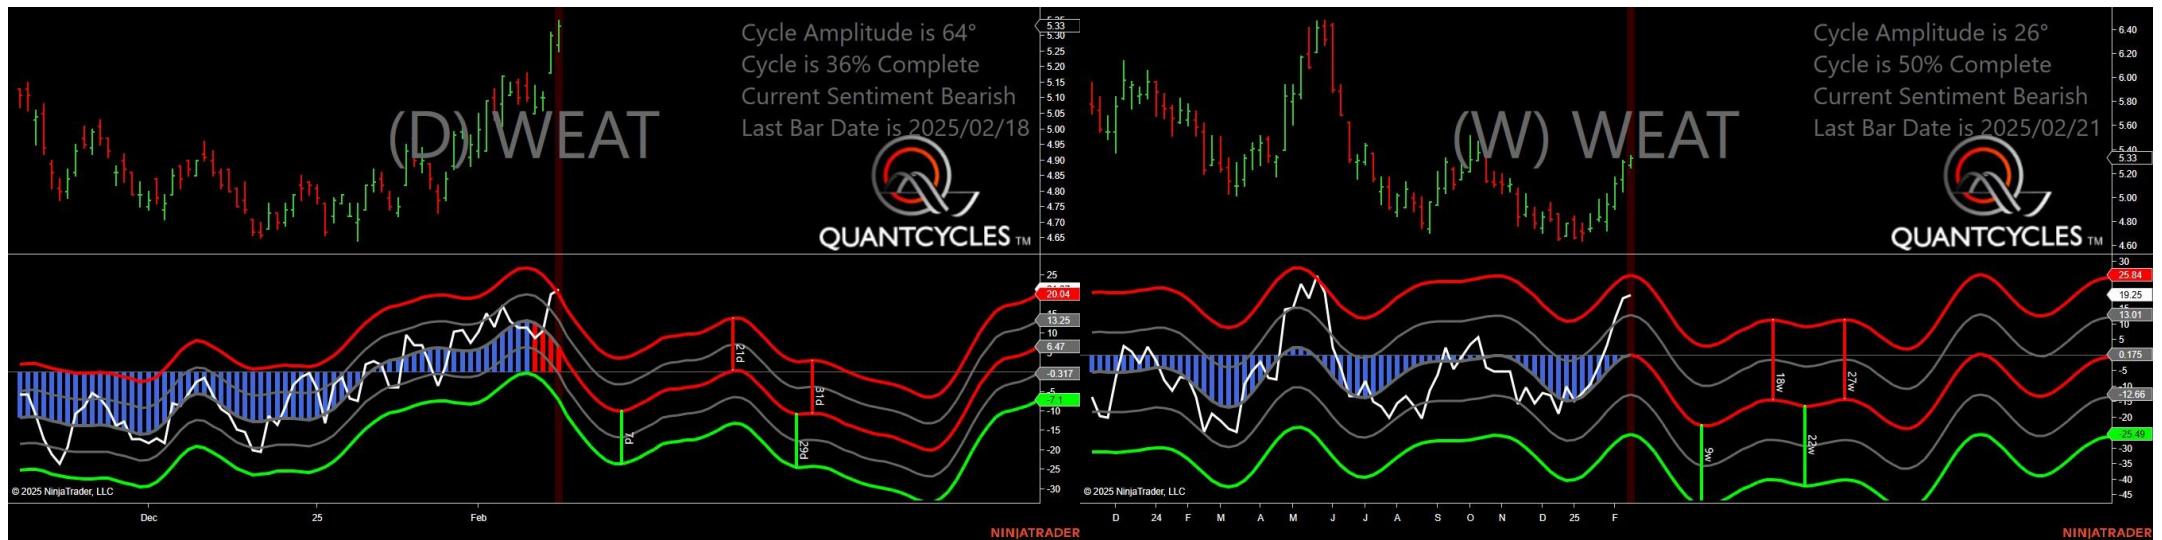 Cycle Amplitude is 64°
Cycle is 36% Complete
Current Sentiment Bearish
Last Bar Date is 2025/02/18
(D) WEAT
QUANTCYCLES TM
5.33
5.30
5.25
5.20
5.15
5.10
5.05
5.00
4.95
4.90
4.85
4.80
4.75
4.70
4.65
25
20.04
13.25
10
6.47
-0.317
-5
-7.1
-10
-15
-20
-25
-30
7d
21d
29d
31d
© 2025 NinjaTrader, LLC
Dec
25
Feb
NINJATRADER
Cycle Amplitude is 26°
Cycle is 50% Complete
Current Sentiment Bearish
Last Bar Date is 2025/02/21
(W) WEAT
QUANTCYCLES TM
6.40
6.20
6.00
5.80
5.60
5.40
5.33
5.20
5.00
4.80
4.60
30
25.84
19.25
15
13.01
10
5
0.175
-5
-10
-12.66
-15
-20
-25.49
-30
-35
-40
-45
9w
18w
22w
27w
© 2025 NinjaTrader, LLC
D
24
F
M
A
M
J
J
A
S
O
N
D
25
F
NINJATRADER